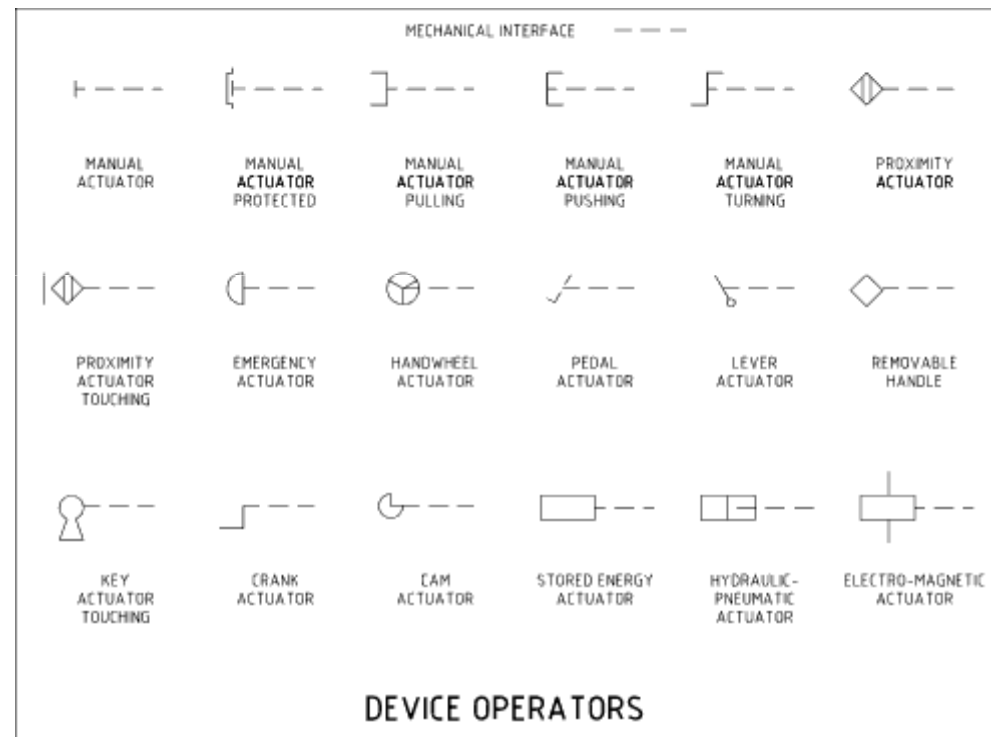 MECHANICAL INTERFACE
MANUAL
ACTUATOR
MANUAL
ACTUATOR
PROTECTED
MANUAL
ACTUATOR
PULLING
MANUAL
ACTUATOR
PUSHING
MANUAL
ACTUATOR
TURNING
PROXIMITY
ACTUATOR
PROXIMITY
ACTUATOR
TOUCHING
EMERGENCY
ACTUATOR
HANDWHEEL
ACTUATOR
PEDAL
ACTUATOR
LEVER
ACTUATOR
REMOVABLE
HANDLE
KEY
ACTUATOR
TOUCHING
CRANK
ACTUATOR
CAM
ACTUATOR
STORED ENERGY
ACTUATOR
HYDRAULIC-
PNEUMATIC
ACTUATOR
ELECTRO-MAGNETIC
ACTUATOR
DEVICE OPERATORS